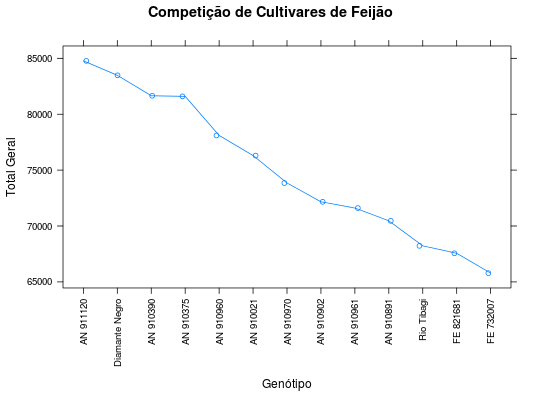 Competição de Cultivares de Feijão
85000
80000
75000
70000
65000
Total Geral
AN 911120
Diamante Negro
AN 910390
AN 910375
AN 910960
AN 910021
AN 910970
AN 910902
AN 910961
AN 910891
Rio Tibagi
FE 821681
FE 732007
Genótipo